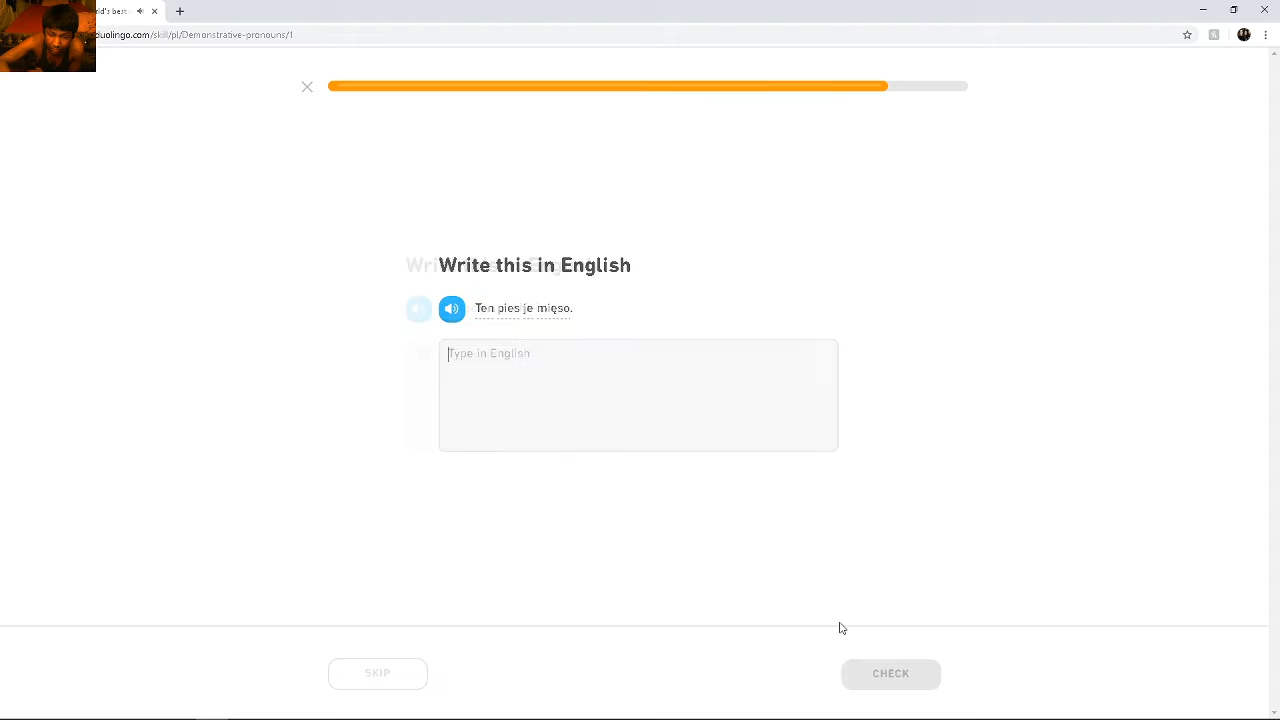 d's best
duolingo.com/skill/pl/Demonstrative-pronouns/1
Write this in English
Ten pies je mięso.
Type in English
SKIP
CHECK